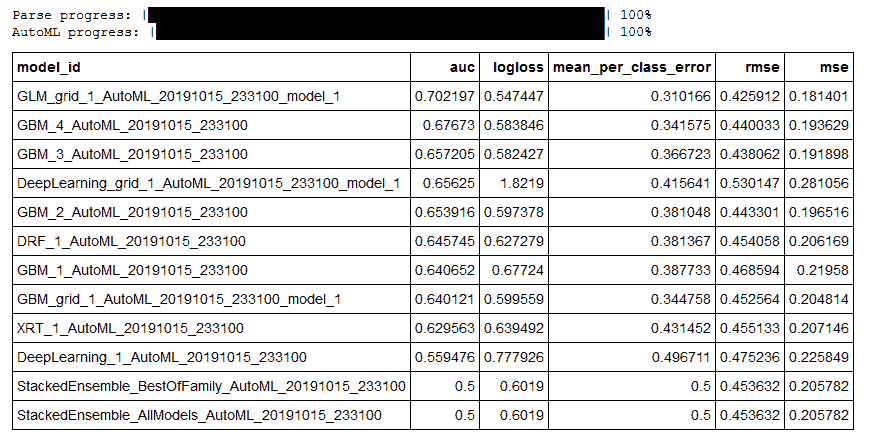 Parse progress: || 100%
AutoML progress: || 100%
model_id auc logloss mean_per_class_error rmse mse
GLM_grid_1_AutoML_20191015_233100_model_1 0.702197 0.547447 0.310166 0.425912 0.181401
GBM_4_AutoML_20191015_233100 0.67673 0.583846 0.341575 0.440033 0.193629
GBM_3_AutoML_20191015_233100 0.657205 0.582427 0.366723 0.438062 0.191898
DeepLearning_grid_1_AutoML_20191015_233100_model_1 0.65625 1.8219 0.415641 0.530147 0.281056
GBM_2_AutoML_20191015_233100 0.653916 0.597378 0.381048 0.443301 0.196516
DRF_1_AutoML_20191015_233100 0.645745 0.627279 0.381367 0.454058 0.206169
GBM_1_AutoML_20191015_233100 0.640652 0.67724 0.387733 0.468594 0.21958
GBM_grid_1_AutoML_20191015_233100_model_1 0.640121 0.599559 0.344758 0.452564 0.204814
XRT_1_AutoML_20191015_233100 0.629563 0.639492 0.431452 0.455133 0.207146
DeepLearning_1_AutoML_20191015_233100 0.559476 0.777926 0.496711 0.475236 0.225849
StackedEnsemble_BestOfFamily_AutoML_20191015_233100 0.5 0.6019 0.5 0.453632 0.205782
StackedEnsemble_AllModels_AutoML_20191015_233100 0.5 0.6019 0.5 0.453632 0.205782